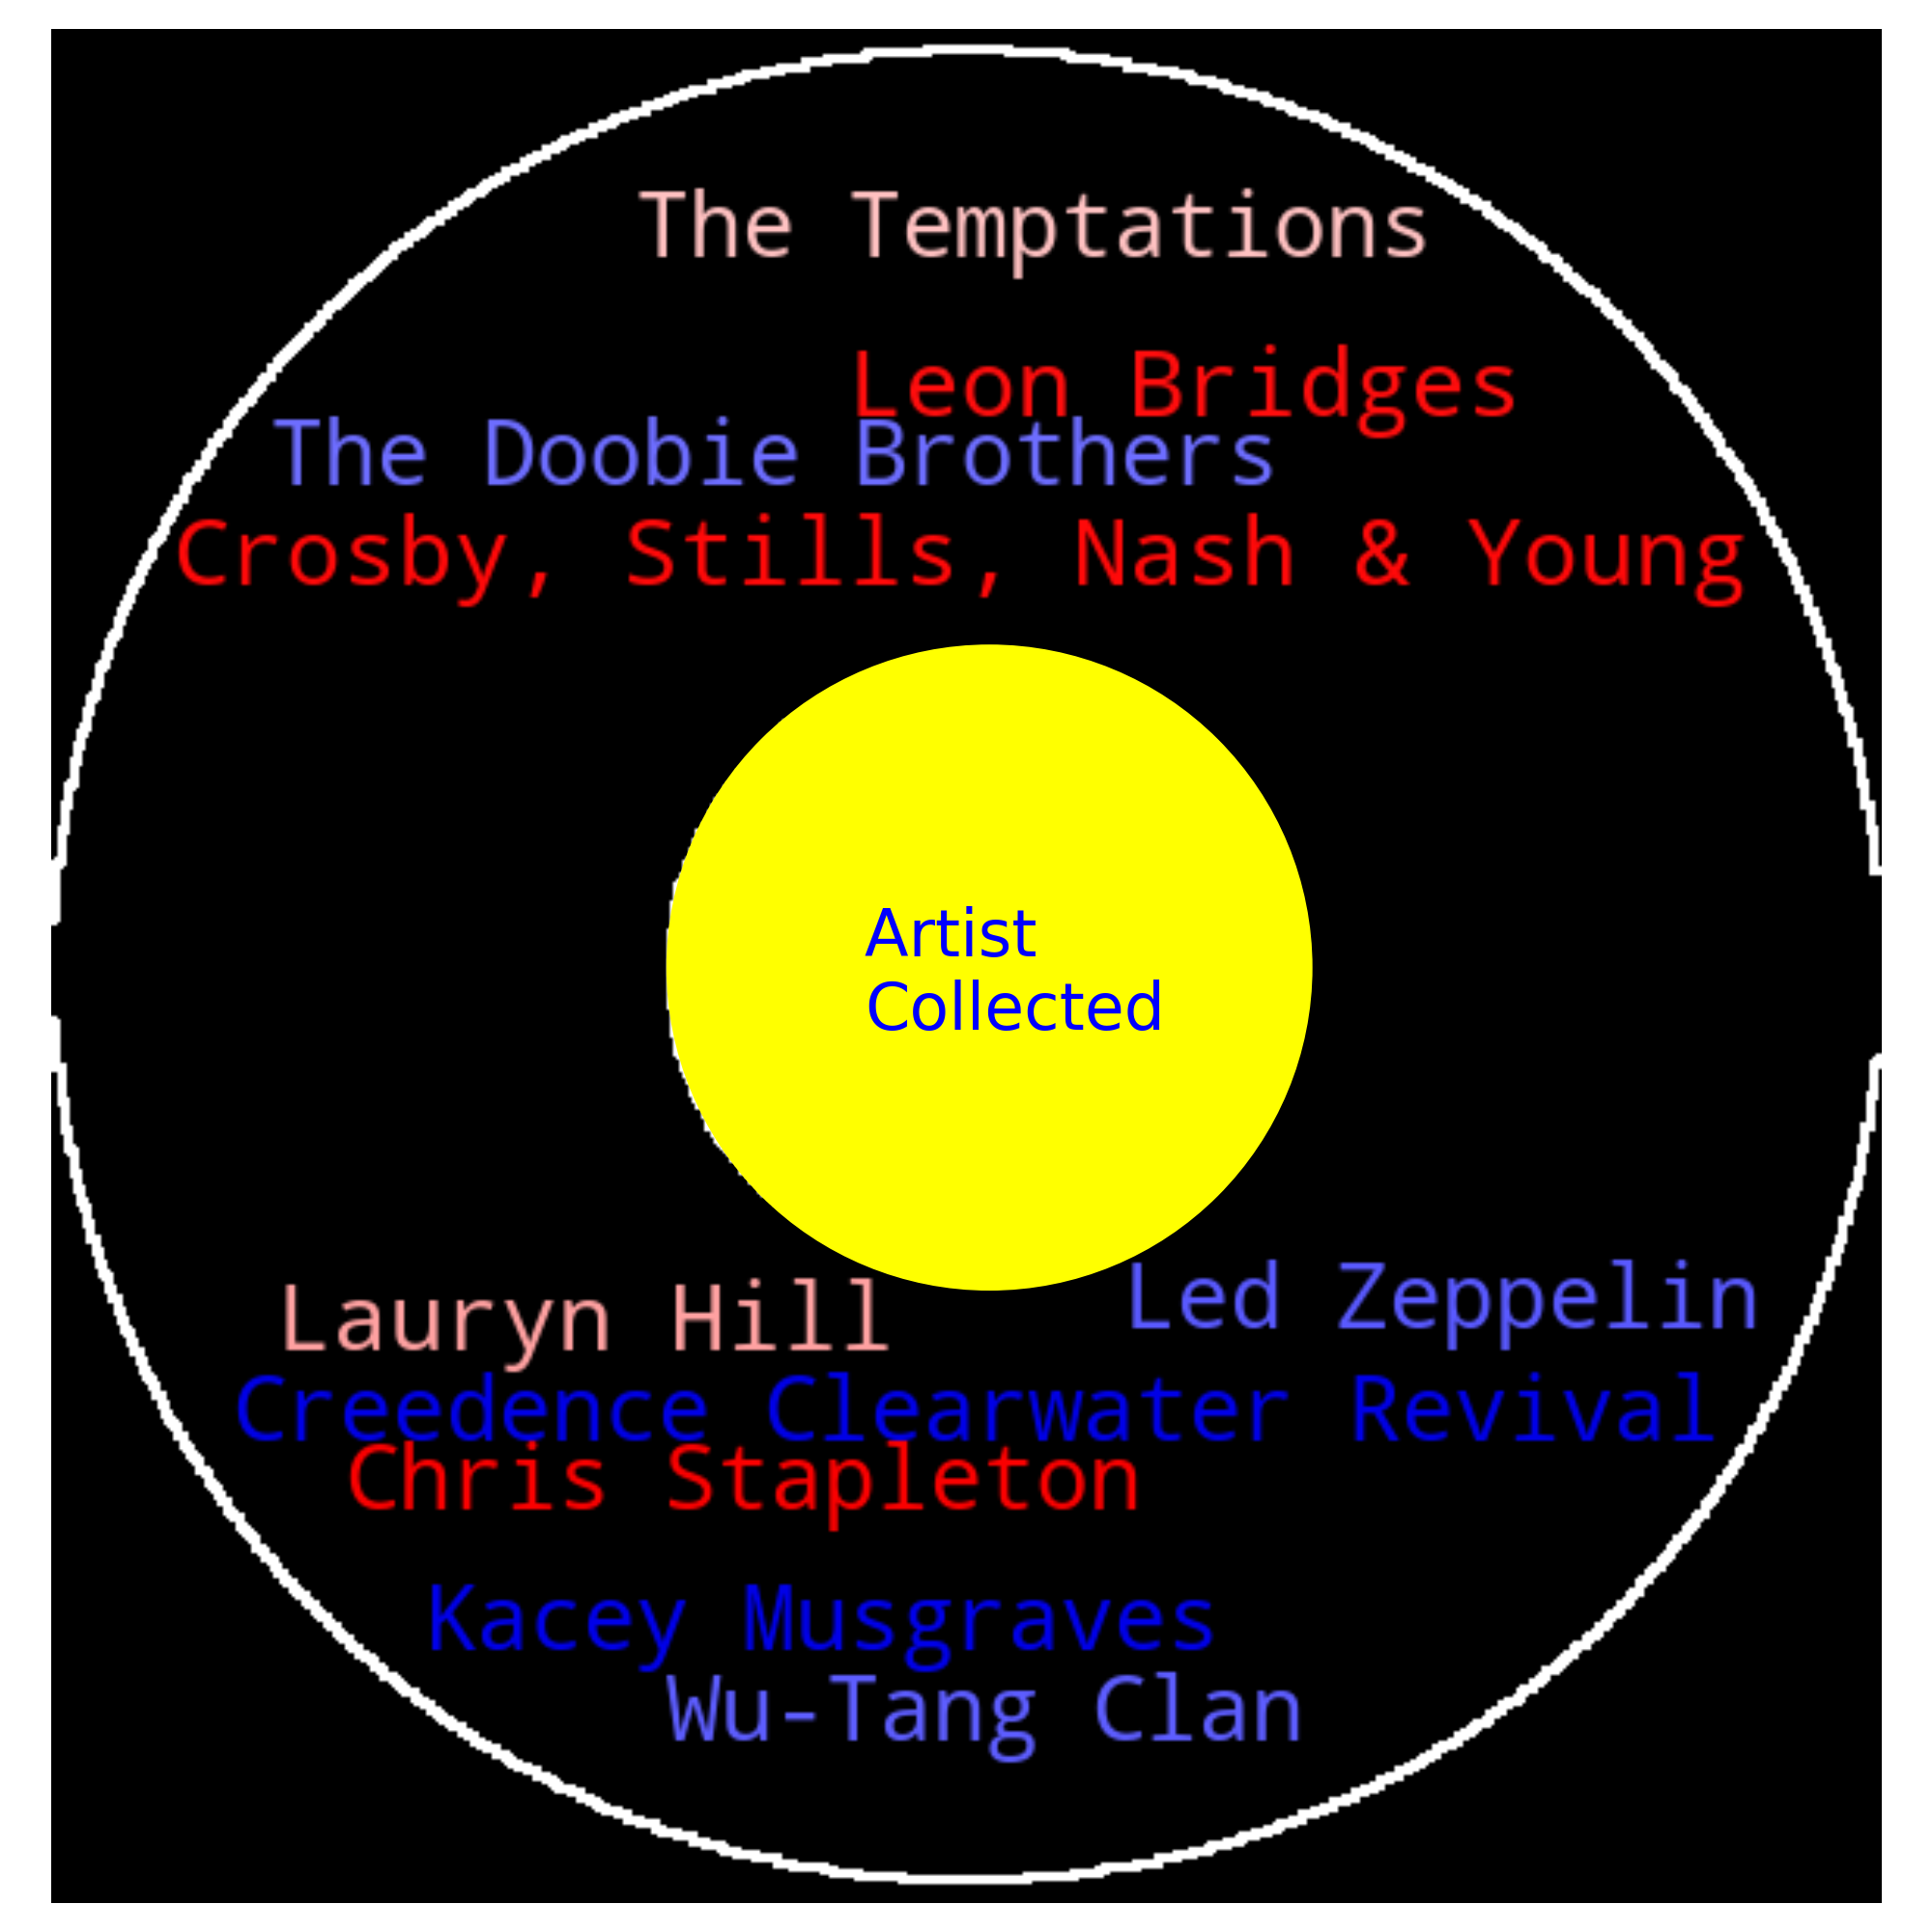 The Temptations
Leon Bridges
The Doobie Brothers
Crosby, Stills, Nash & Young
Artist
Collected
Lauryn Hill
Led Zeppelin
Creedence Clearwater Revival
Chris Stapleton
Kacey Musgraves
Wu-Tang Clan